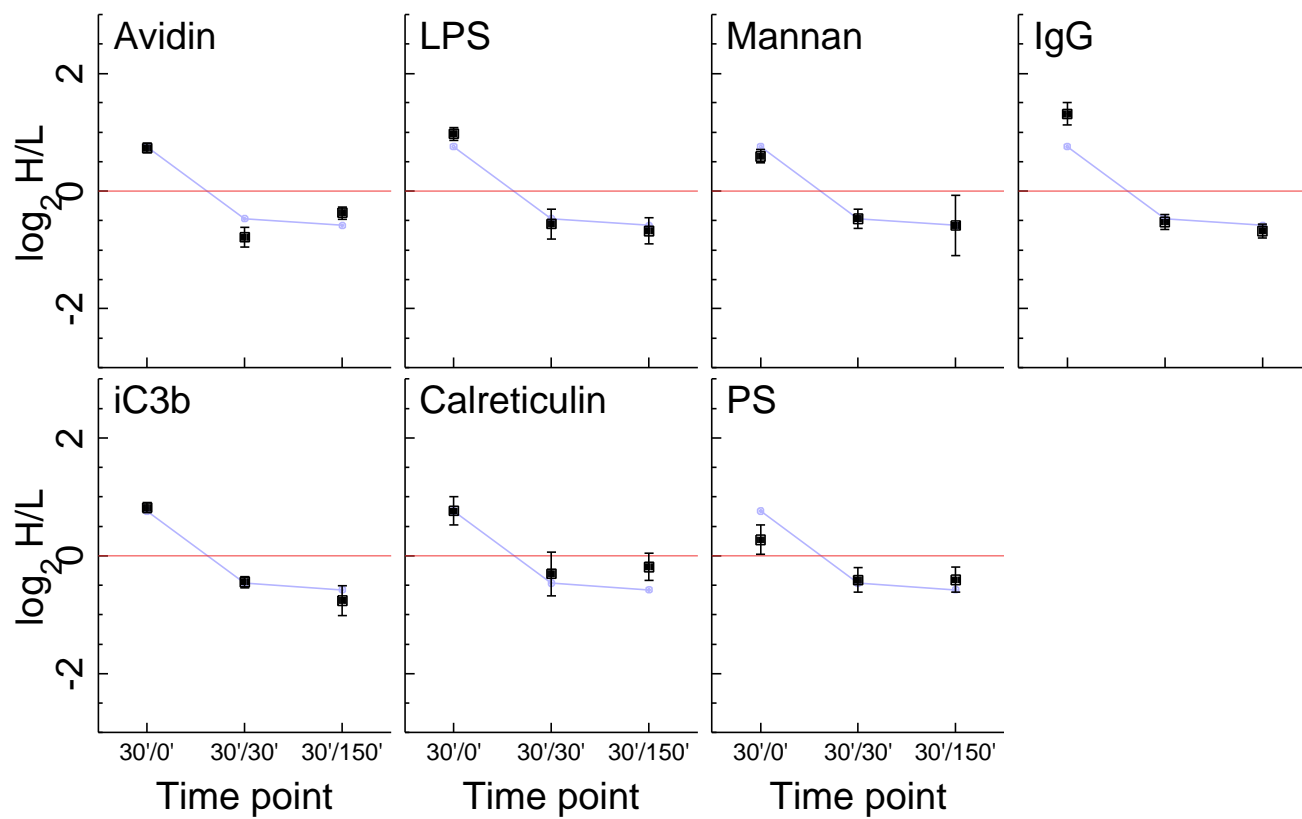 Avidin
LPS
Mannan
IgG
log2 H/L
2
0
-2
iC3b
Calreticulin
PS
log2 H/L
2
0
-2
30'/0' 30'/30' 30'/150'
30'/0' 30'/30' 30'/150'
30'/0' 30'/30' 30'/150'
Time point
Time point
Time point